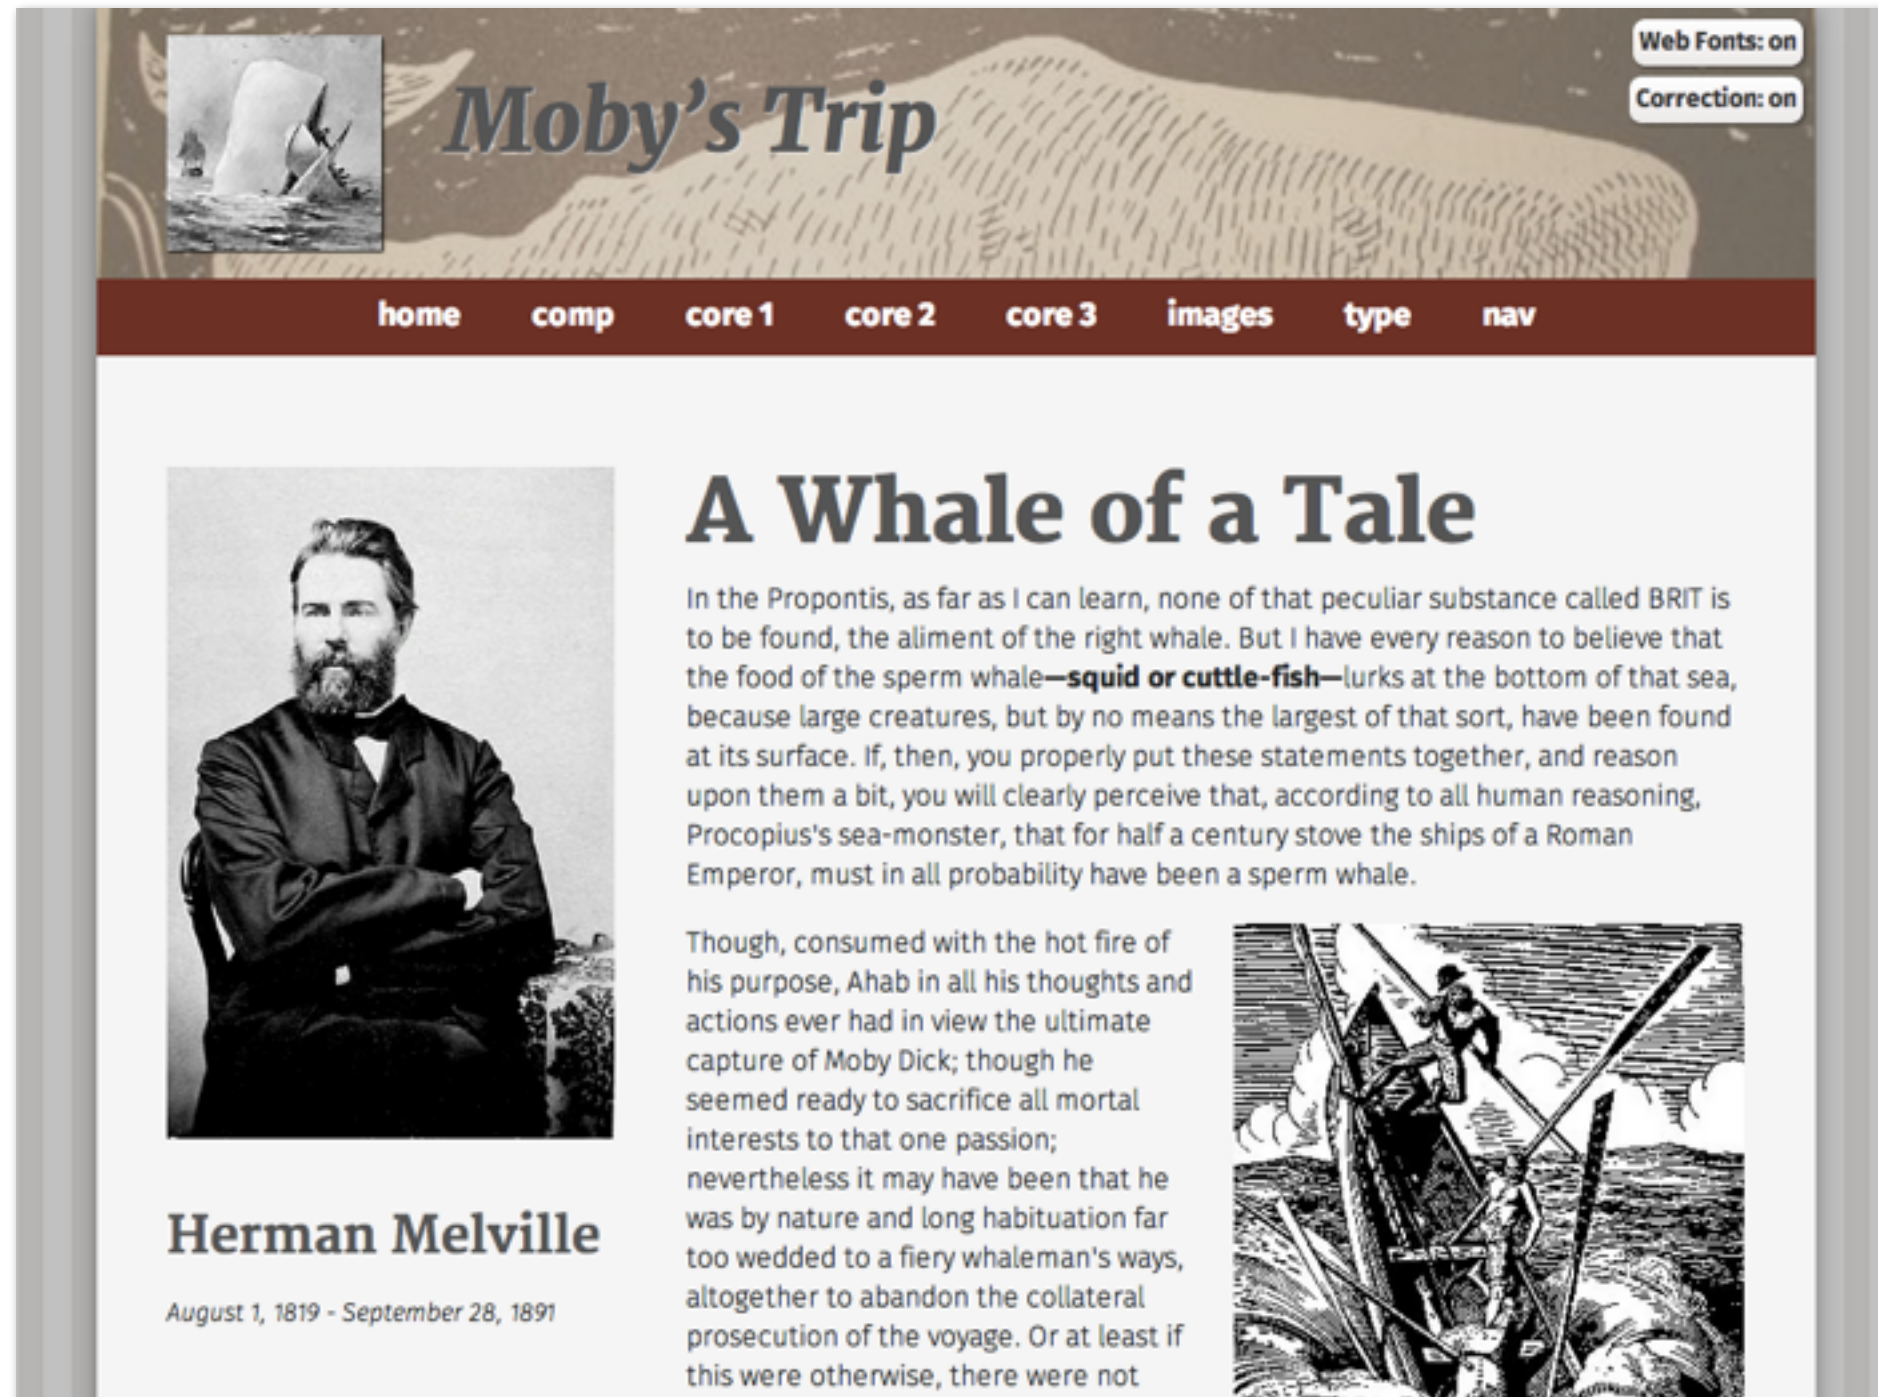 Web Fonts: on
Correction: on
Moby’s Trip
home comp core 1 core 2 core 3 images type nav
A Whale of a Tale
In the Propontis, as far as I can learn, none of that peculiar substance called BRIT is
to be found, the aliment of the right whale. But I have every reason to believe that
the food of the sperm whale—squid or cuttle-fish—lurks at the bottom of that sea,
because large creatures, but by no means the largest of that sort, have been found
at its surface. If, then, you properly put these statements together, and reason
upon them a bit, you will clearly perceive that, according to all human reasoning,
Procopius's sea-monster, that for half a century stove the ships of a Roman
Emperor, must in all probability have been a sperm whale.
Though, consumed with the hot fire of
his purpose, Ahab in all his thoughts and
actions ever had in view the ultimate
capture of Moby Dick; though he
seemed ready to sacrifice all mortal
interests to that one passion;
nevertheless it may have been that he
was by nature and long habituation far
too wedded to a fiery whaleman's ways,
altogether to abandon the collateral
prosecution of the voyage. Or at least if
this were otherwise, there were not
Herman Melville
August 1, 1819 - September 28, 1891